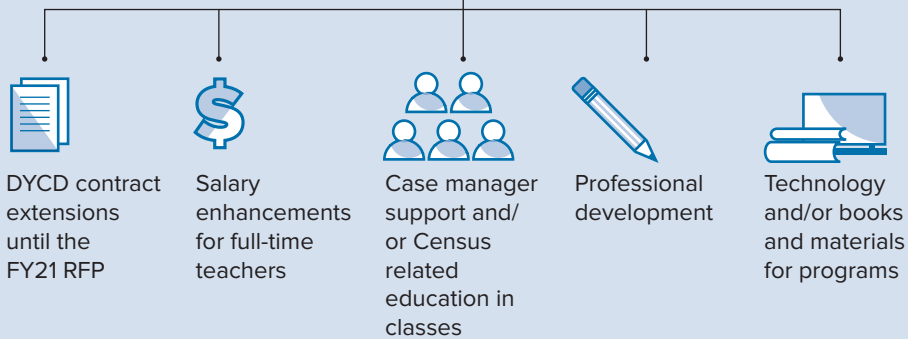 DYCD contract
extensions
until the
FY21 RFP
Salary
enhancements
for full-time
teachers
Case manager
support and/
or Census
related
education in
classes
Professional
development
Technology
and/or books
and materials
for programs